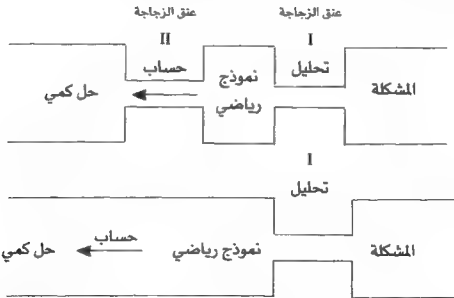 عنق الزجاجة
I
تحليل
عنق الزجاجة
II
حساب
المشكلة
نموذج
رياضي
حل كمي
I
تحليل
المشكلة
نموذج رياضي
حساب
حل كمي